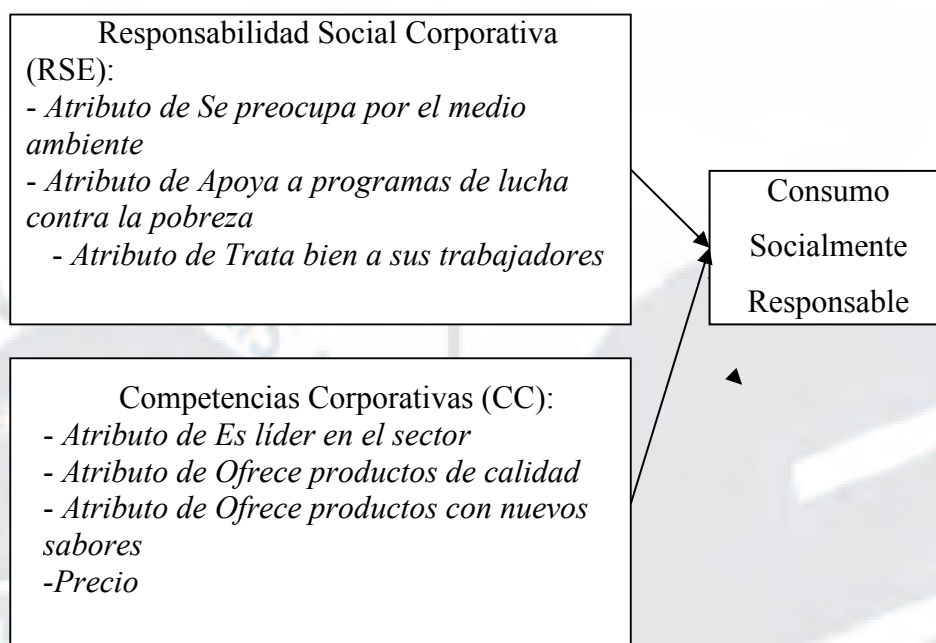 Responsabilidad Social Corporativa
(RSE):
- Atributo de Se preocupa por el medio
ambiente
- Atributo de Apoya a programas de lucha
contra la pobreza
- Atributo de Trata bien a sus trabajadores
Consumo
Socialmente
Responsable
Competencias Corporativas (CC):
- Atributo de Es líder en el sector
- Atributo de Ofrece productos de calidad
- Atributo de Ofrece productos con nuevos
sabores
-Precio